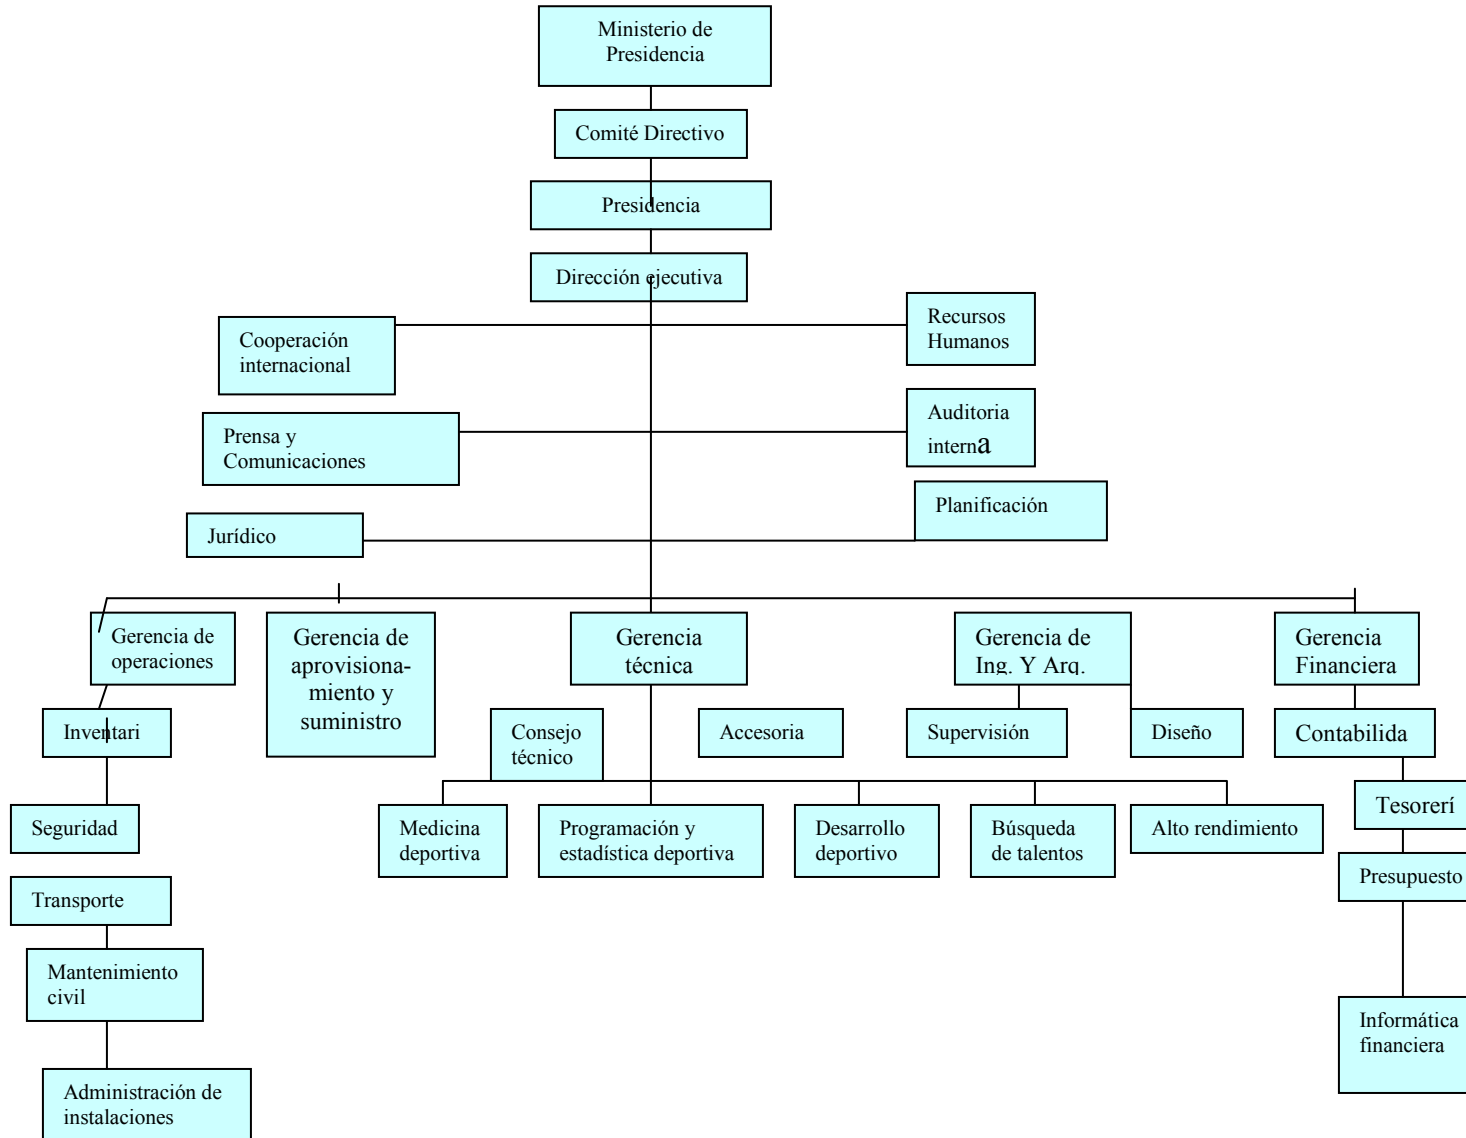 Ministerio de
Presidencia
Comité Directivo
Presidencia
Dirección ejecutiva
Cooperación
internacional
Recursos
Humanos
Prensa y
Comunicaciones
Auditoria
interna
Jurídico
Planificación
Gerencia de
operaciones
Gerencia de
aprovisiona-
miento y
suministro
Gerencia
técnica
Gerencia de
Ing. Y Arq.
Gerencia
Financiera
Inventari
Consejo
técnico
Accesoria
Supervisión
Diseño
Contabilida
Seguridad
Medicina
deportiva
Programación y
estadística deportiva
Desarrollo
deportivo
Búsqueda
de talentos
Alto rendimiento
Tesorerí
Transporte
Presupuesto
Mantenimiento
civil
Informática
financiera
Administración de
instalaciones